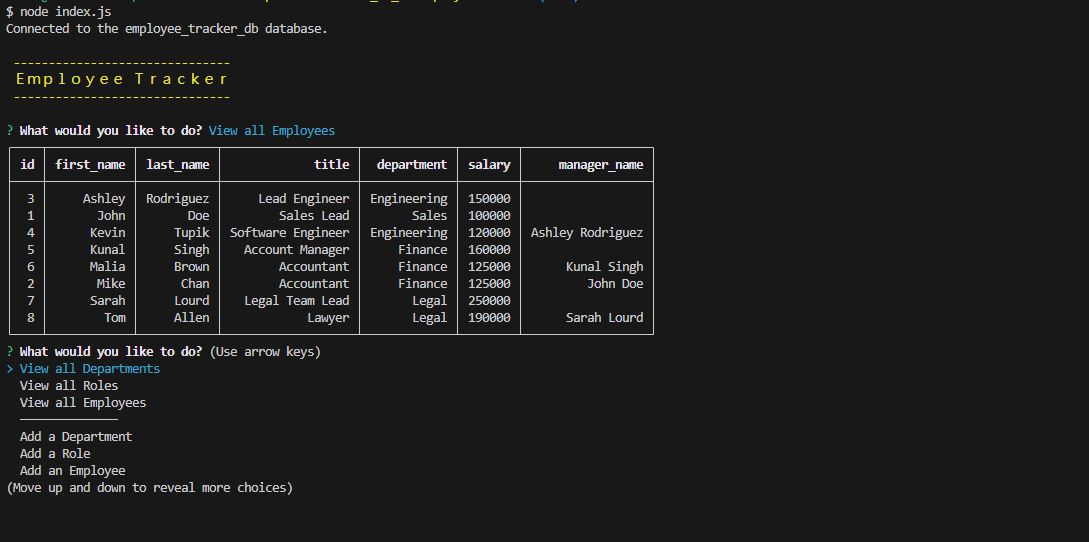 $ node index.js
Connected to the employee_tracker_db database.
------------------------------
Employee Tracker
------------------------------
? What would you like to do? View all Employees
id first_name last_name title department salary manager_name
3 Ashley Rodriguez Lead Engineer Engineering 150000
1 John Doe Sales Lead Sales 100000
4 Kevin Tupik Software Engineer Engineering 120000 Ashley Rodriguez
5 Kunal Singh Account Manager Finance 160000
6 Malia Brown Accountant Finance 125000 Kunal Singh
2 Mike Chan Accountant Finance 125000 John Doe
7 Sarah Lourd Legal Team Lead Legal 250000
8 Tom Allen Lawyer Legal 190000 Sarah Lourd
? What would you like to do? (Use arrow keys)
> View all Departments
View all Roles
View all Employees
──────────────
Add a Department
Add a Role
Add an Employee
(Move up and down to reveal more choices)